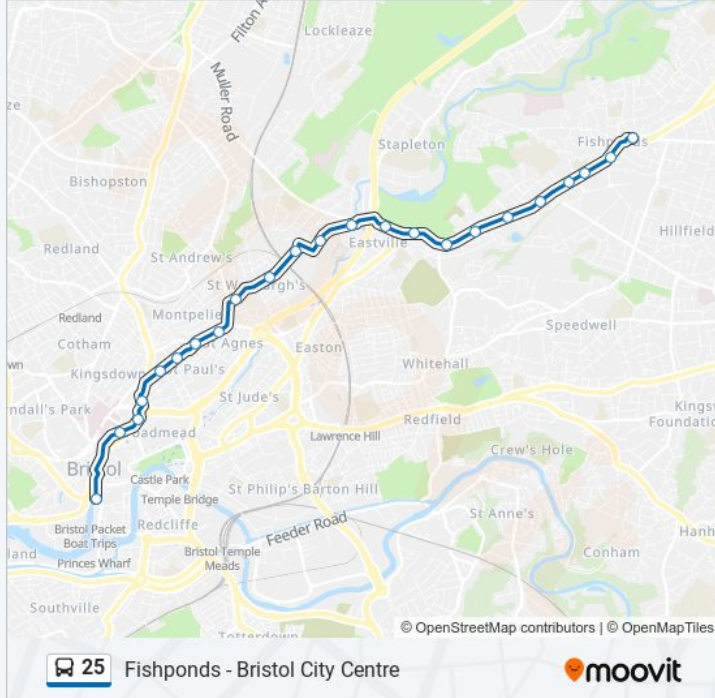 Lockleaze
Filton A
Muller Road
ze
Stapleton
Fishponds
Bishopston
Hillfield
Redland
Eastville
St Andrew's
St Werburgh's
Redland
Montpelier
Speedwell
Cotham
St Agnes
Easton
wn
Kingsdown
St Paul's
Whitehall
ndall's Park
St Jude's
Redfield
Kingst
Foundatio
Broadmead
Lawrence Hill
Crew's Hole
Bristol
Castle Park
Temple Bridge
St Philip's Barton Hill
Bristol Packet
Boat Trips
Redcliffe
Feeder Road
St Anne's
land
Princes Wharf
Bristol Temple
Meads
Conham
Hanh
Southville
Totterdown
© OpenStreetMap contributors | © OpenMapTiles
25 Fishponds - Bristol City Centre
moovit